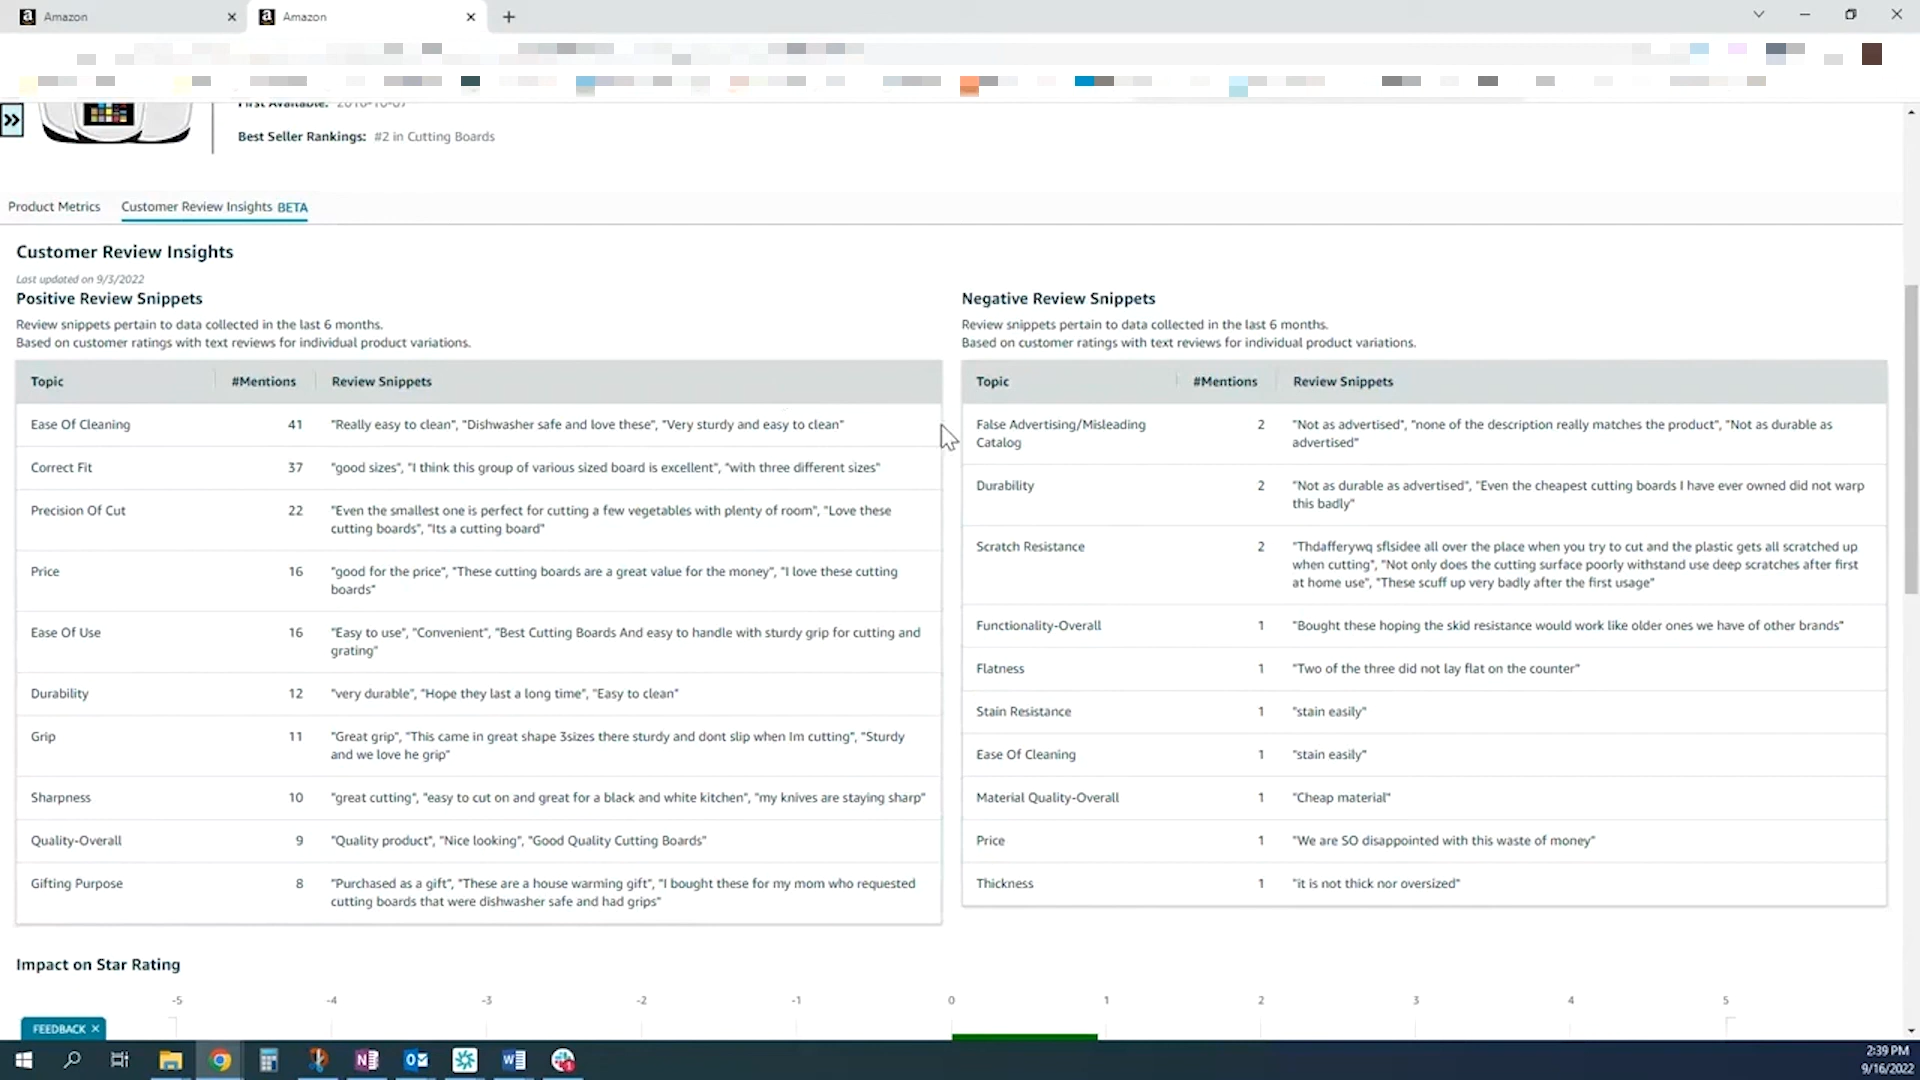 Amazon
Amazon
First Available: 2016-10-07
Best Seller Rankings: #2 in Cutting Boards
Product Metrics
Customer Review Insights BETA
Customer Review Insights
Last updated on 9/3/2022
Positive Review Snippets
Review snippets pertain to data collected in the last 6 months.
Based on customer ratings with text reviews for individual product variations.
Topic #Mentions Review Snippets
Ease Of Cleaning 41 "Really easy to clean", "Dishwasher safe and love these", "Very sturdy and easy to clean"
Correct Fit 37 "good sizes", "I think this group of various sized board is excellent", "with three different sizes"
Precision Of Cut 22 "Even the smallest one is perfect for cutting a few vegetables with plenty of room", "Love these
cutting boards", "Its a cutting board"
Price 16 "good for the price", "These cutting boards are a great value for the money", "I love these cutting
boards"
Ease Of Use 16 "Easy to use", "Convenient", "Best Cutting Boards And easy to handle with sturdy grip for cutting and
grating"
Durability 12 "very durable", "Hope they last a long time", "Easy to clean"
Grip 11 "Great grip", "This came in great shape 3sizes there sturdy and dont slip when Im cutting", "Sturdy
and we love he grip"
Sharpness 10 "great cutting", "easy to cut on and great for a black and white kitchen", "my knives are staying sharp"
Quality-Overall 9 "Quality product", "Nice looking", "Good Quality Cutting Boards"
Gifting Purpose 8 "Purchased as a gift", "These are a house warming gift", "I bought these for my mom who requested
cutting boards that were dishwasher safe and had grips"
Negative Review Snippets
Review snippets pertain to data collected in the last 6 months.
Based on customer ratings with text reviews for individual product variations.
Topic #Mentions Review Snippets
False Advertising/Misleading 2 "Not as advertised", "none of the description really matches the product", "Not as durable as
Catalog advertised"
Durability 2 "Not as durable as advertised", "Even the cheapest cutting boards I have ever owned did not warp
this badly"
Scratch Resistance 2 "Thdafferywq sflsidee all over the place when you try to cut and the plastic gets all scratched up
when cutting", "Not only does the cutting surface poorly withstand use deep scratches after first
at home use", "These scuff up very badly after the first usage"
Functionality-Overall 1 "Bought these hoping the skid resistance would work like older ones we have of other brands"
Flatness 1 "Two of the three did not lay flat on the counter"
Stain Resistance 1 "stain easily"
Ease Of Cleaning 1 "stain easily"
Material Quality-Overall 1 "Cheap material"
Price 1 "We are SO disappointed with this waste of money"
Thickness 1 "it is not thick nor oversized"
Impact on Star Rating
-5 -4 -3 -2 -1 0 1 2 3 4 5
FEEDBACK
2:39 PM
9/16/2022